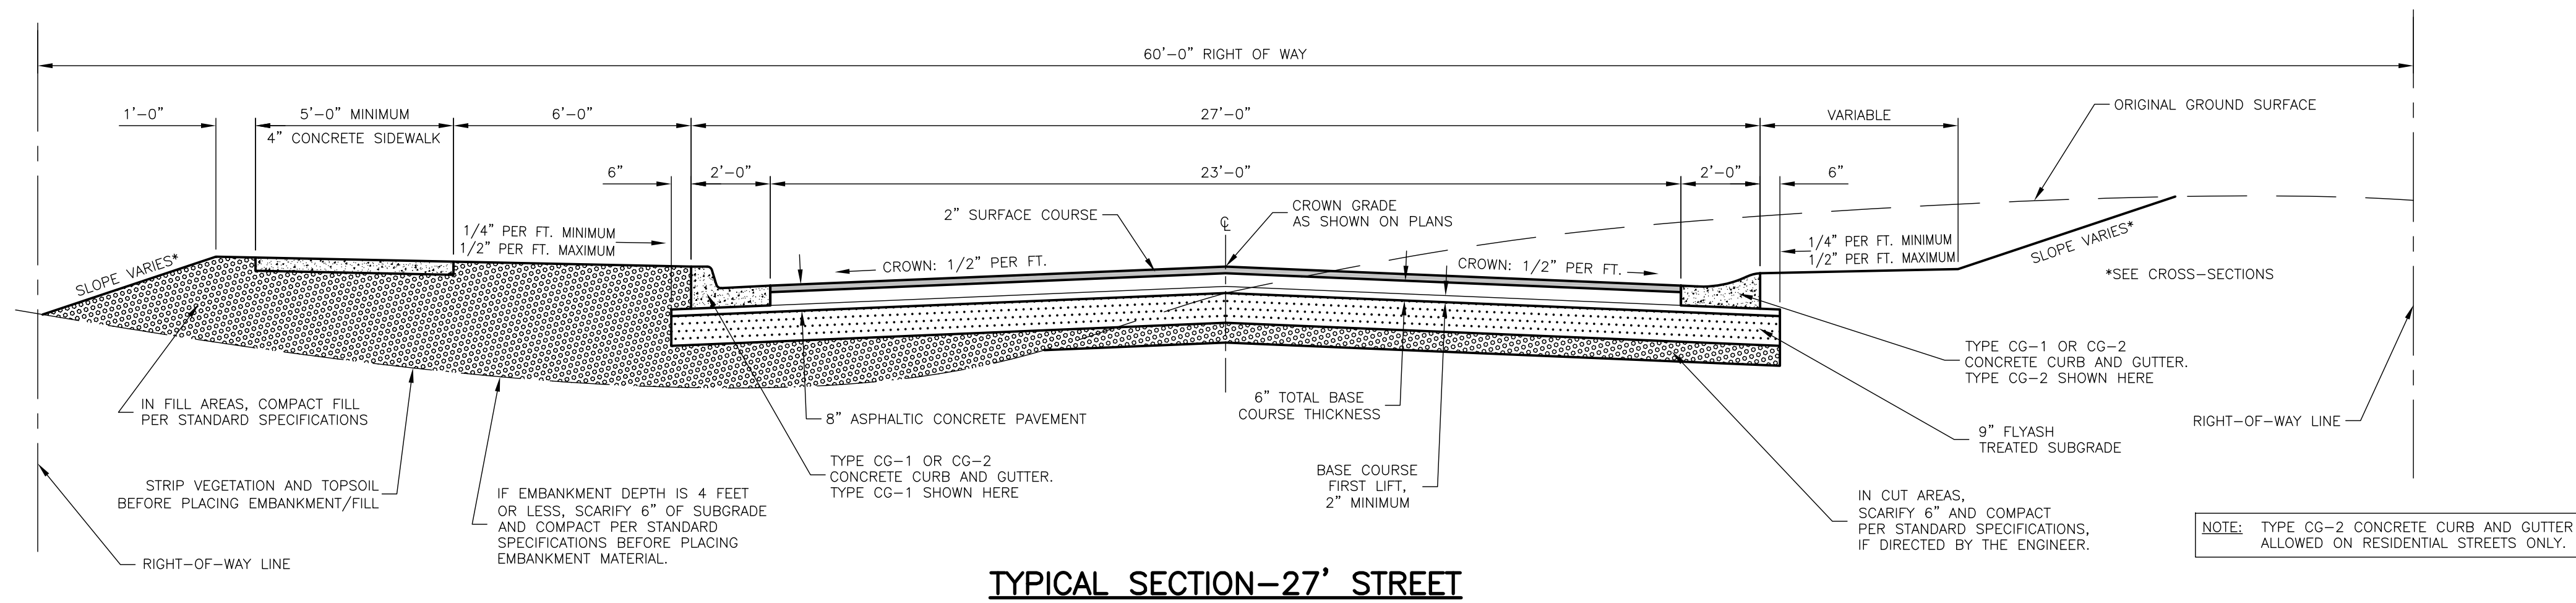 60'-0" RIGHT OF WAY
1'-0"
5'-0" MINIMUM
4" CONCRETE SIDEWALK
6'-0"
27'-0"
VARIABLE
ORIGINAL GROUND SURFACE
6"
2'-0"
23'-0"
2'-0"
6"
2" SURFACE COURSE
℄
CROWN GRADE
AS SHOWN ON PLANS
1/4" PER FT. MINIMUM
1/2" PER FT. MAXIMUM
SLOPE VARIES*
CROWN: 1/2" PER FT.
CROWN: 1/2" PER FT.
1/4" PER FT. MINIMUM
1/2" PER FT. MAXIMUM
SLOPE VARIES*
*SEE CROSS-SECTIONS
IN FILL AREAS, COMPACT FILL
PER STANDARD SPECIFICATIONS
8" ASPHALTIC CONCRETE PAVEMENT
6" TOTAL BASE
COURSE THICKNESS
TYPE CG-1 OR CG-2
CONCRETE CURB AND GUTTER.
TYPE CG-2 SHOWN HERE
RIGHT-OF-WAY LINE
9" FLYASH
TREATED SUBGRADE
STRIP VEGETATION AND TOPSOIL
BEFORE PLACING EMBANKMENT/FILL
IF EMBANKMENT DEPTH IS 4 FEET
OR LESS, SCARIFY 6" OF SUBGRADE
AND COMPACT PER STANDARD
SPECIFICATIONS BEFORE PLACING
EMBANKMENT MATERIAL.
TYPE CG-1 OR CG-2
CONCRETE CURB AND GUTTER.
TYPE CG-1 SHOWN HERE
BASE COURSE
FIRST LIFT,
2" MINIMUM
IN CUT AREAS,
SCARIFY 6" AND COMPACT
PER STANDARD SPECIFICATIONS,
IF DIRECTED BY THE ENGINEER.
RIGHT-OF-WAY LINE
NOTE: TYPE CG-2 CONCRETE CURB AND GUTTER
ALLOWED ON RESIDENTIAL STREETS ONLY.
TYPICAL SECTION-27' STREET